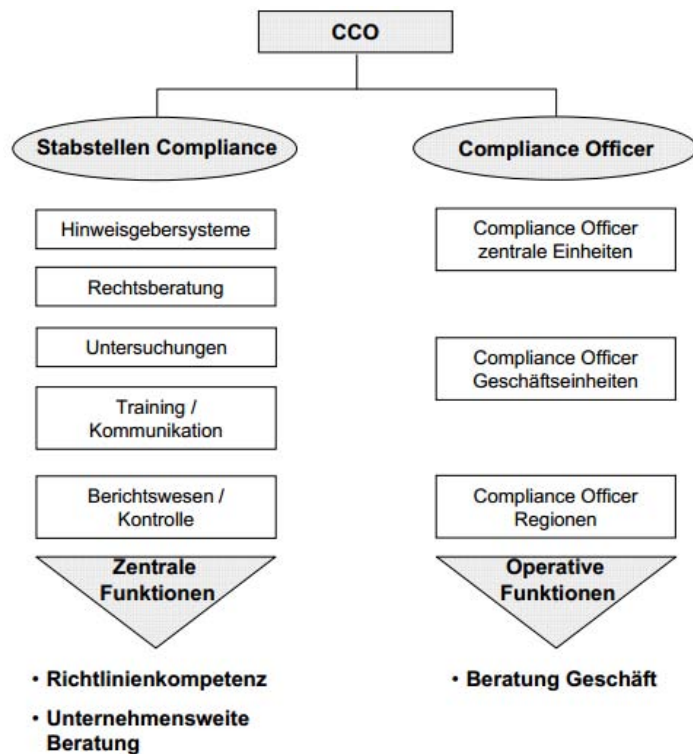 CCO
Stabstellen Compliance
Hinweisgebersysteme
Rechtsberatung
Untersuchungen
Training /
Kommunikation
Berichtswesen /
Kontrolle
Zentrale
Funktionen
• Richtlinienkompetenz
• Unternehmensweite
Beratung
Compliance Officer
Compliance Officer
zentrale Einheiten
Compliance Officer
Geschäftseinheiten
Compliance Officer
Regionen
Operative
Funktionen
• Beratung Geschäft